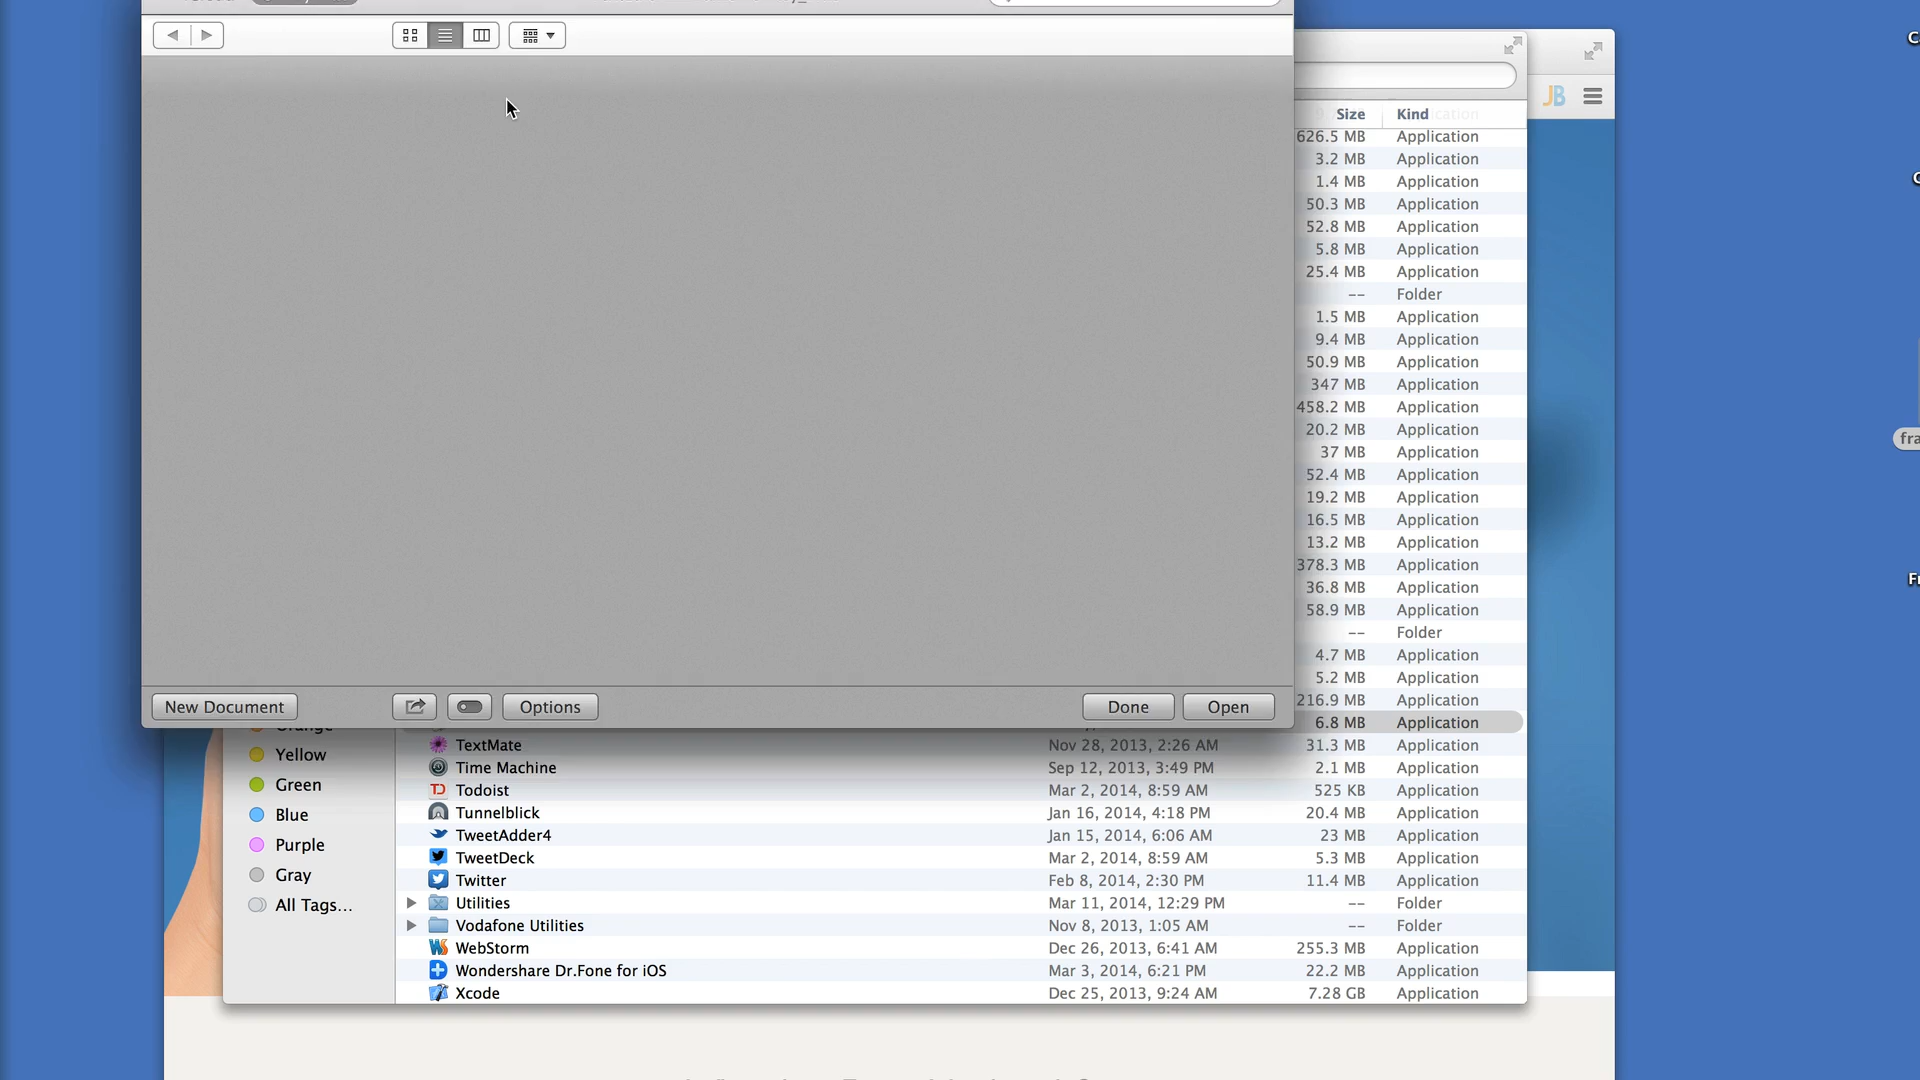 New Document
Options
Done
Open
Size
Kind
626.5 MB Application
3.2 MB Application
1.4 MB Application
50.3 MB Application
52.8 MB Application
5.8 MB Application
25.4 MB Application
-- Folder
1.5 MB Application
9.4 MB Application
50.9 MB Application
347 MB Application
458.2 MB Application
20.2 MB Application
37 MB Application
52.4 MB Application
19.2 MB Application
16.5 MB Application
13.2 MB Application
378.3 MB Application
36.8 MB Application
58.9 MB Application
-- Folder
4.7 MB Application
5.2 MB Application
216.9 MB Application
6.8 MB Application
TextMate Nov 28, 2013, 2:26 AM 31.3 MB Application
Time Machine Sep 12, 2013, 3:49 PM 2.1 MB Application
Todoist Mar 2, 2014, 8:59 AM 525 KB Application
Tunnelblick Jan 16, 2014, 4:18 PM 20.4 MB Application
TweetAdder4 Jan 15, 2014, 6:06 AM 23 MB Application
TweetDeck Mar 2, 2014, 8:59 AM 5.3 MB Application
Twitter Feb 8, 2014, 2:30 PM 11.4 MB Application
Utilities Mar 11, 2014, 12:29 PM -- Folder
Vodafone Utilities Nov 8, 2013, 1:05 AM -- Folder
WebStorm Dec 26, 2013, 6:41 AM 255.3 MB Application
Wondershare Dr.Fone for iOS Mar 3, 2014, 6:21 PM 22.2 MB Application
Xcode Dec 25, 2013, 9:24 AM 7.28 GB Application
Orange
Yellow
Green
Blue
Purple
Gray
All Tags...
JB
fra